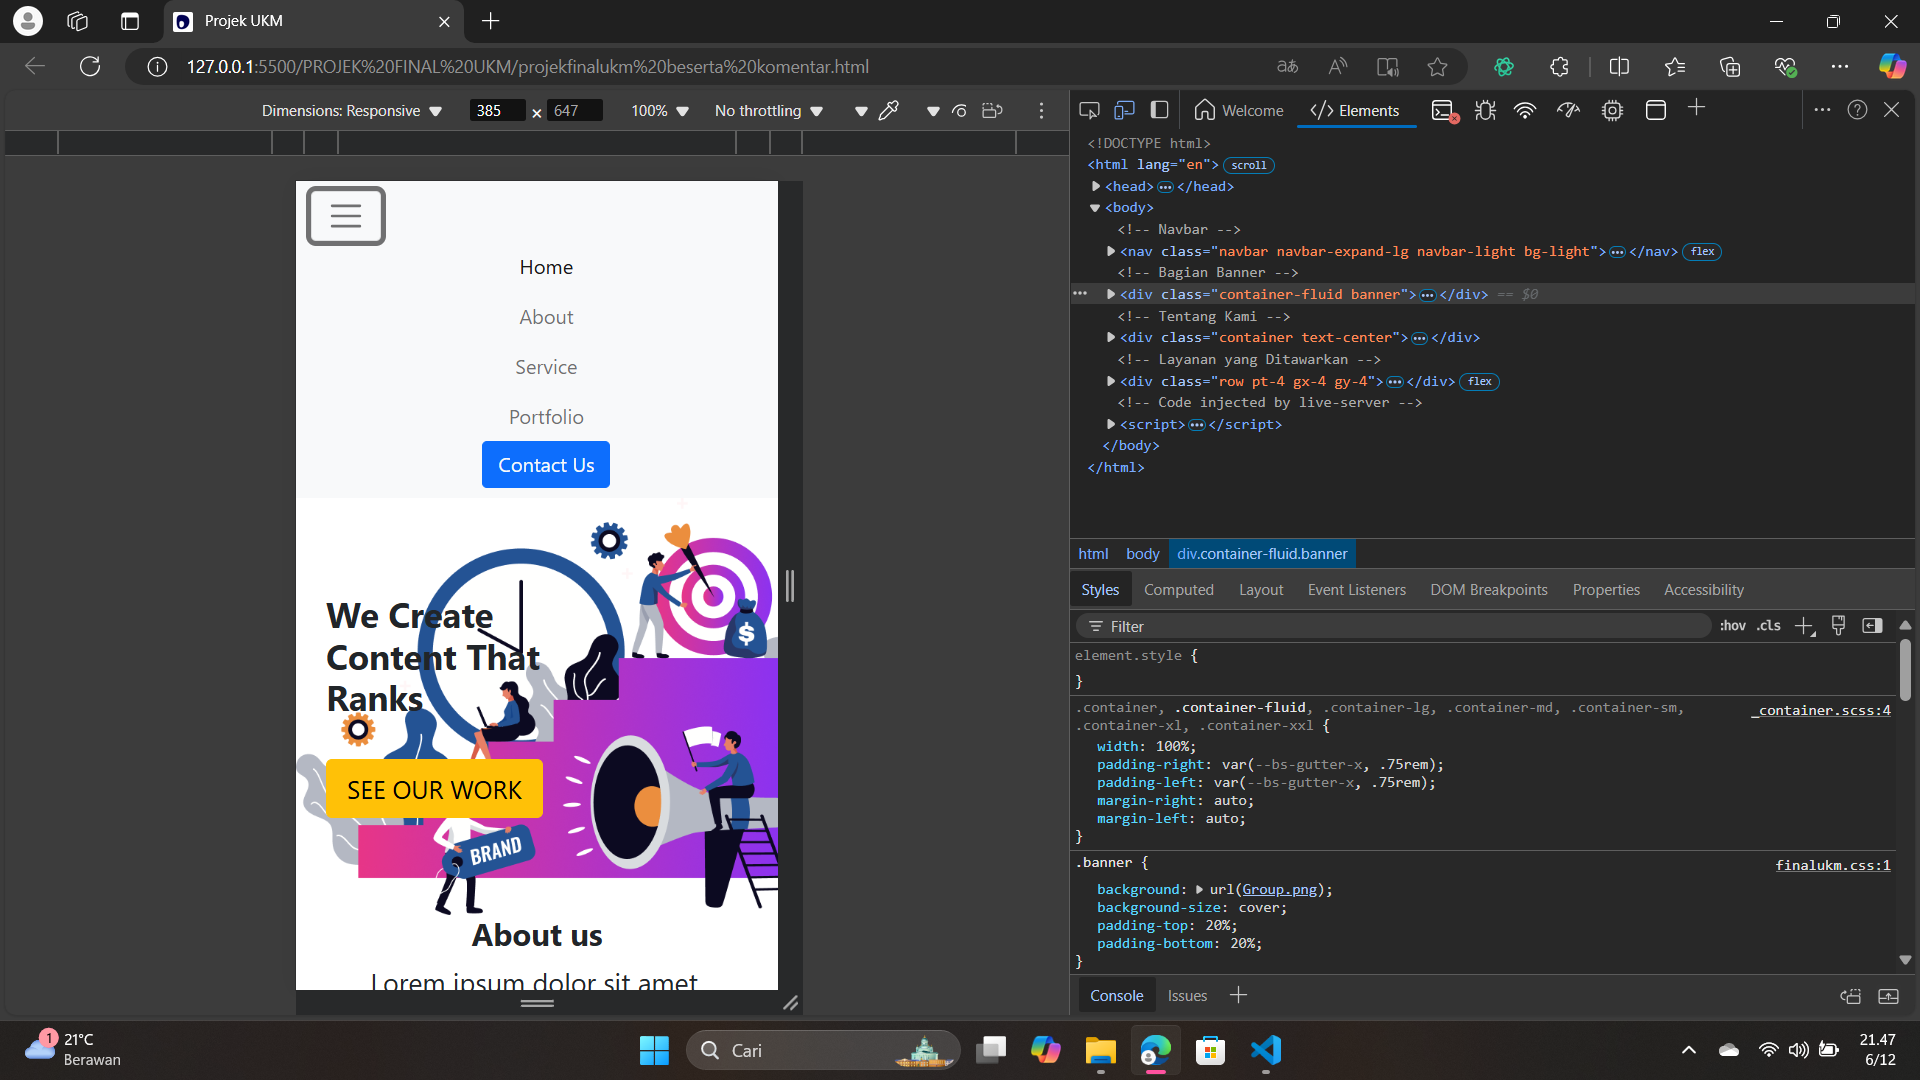 Projek UKM
127.0.0.1:5500/PROJEK%20FINAL%20UKM/projekfinalukm%20beserta%20komentar.html
Dimensions: Responsive 385 × 647 100% No throttling
Welcome </> Elements
Home
About
Service
Portfolio
Contact Us
We Create
Content That
Ranks
SEE OUR WORK
$
BRAND
About us
Lorem ipsum dolor sit amet
<!DOCTYPE html>
<html lang="en"> scroll
<head> ••• </head>
<body>
<!-- Navbar -->
<nav class="navbar navbar-expand-lg navbar-light bg-light"> ••• </nav> flex
<!-- Bagian Banner -->
••• <div class="container-fluid banner"> ••• </div> == $0
<!-- Tentang Kami -->
<div class="container text-center"> ••• </div>
<!-- Layanan yang Ditawarkan -->
<div class="row pt-4 gx-4 gy-4"> ••• </div> flex
<!-- Code injected by live-server -->
<script> ••• </script>
</body>
</html>
html body div.container-fluid.banner
Styles Computed Layout Event Listeners DOM Breakpoints Properties Accessibility
Filter :hov .cls
element.style {
}
.container, .container-fluid, .container-lg, .container-md, .container-sm, _container.scss:4
.container-xl, .container-xxl {
width: 100%;
padding-right: var(--bs-gutter-x, .75rem);
padding-left: var(--bs-gutter-x, .75rem);
margin-right: auto;
margin-left: auto;
}
.banner { finalukm.css:1
background: url(Group.png);
background-size: cover;
padding-top: 20%;
padding-bottom: 20%;
}
Console Issues
1
21°C
Berawan
Cari
21.47
6/12